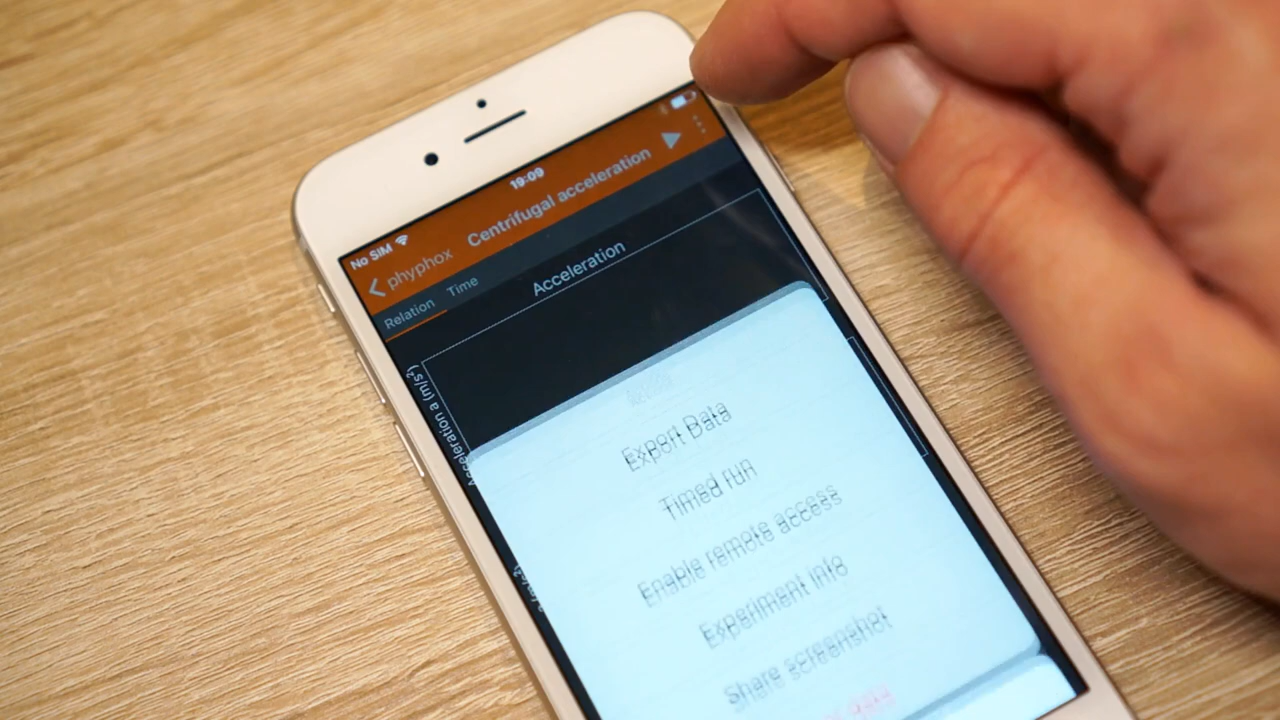 No SIM
19:09
phyphox
Centrifugal acceleration
Relation
Time
Acceleration
Acceleration a (m/s²)
Export Data
Timed run
Enable remote access
Experiment info
Share screenshot